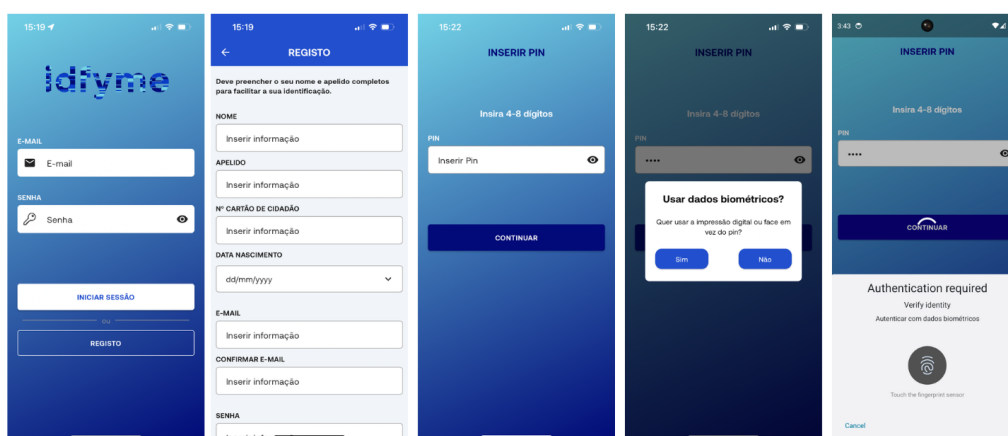 15:19
idfyme
E-MAIL
E-mail
SENHA
Senha
INICIAR SESSÃO
ou
REGISTO
15:19
REGISTO
Deve preencher o seu nome e apelido completos
para facilitar a sua identificação.
NOME
Inserir informação
APELIDO
Inserir informação
Nº CARTÃO DE CIDADÃO
Inserir informação
DATA NASCIMENTO
dd/mm/yyyy
E-MAIL
Inserir informação
CONFIRMAR E-MAIL
Inserir informação
SENHA
15:22
INSERIR PIN
Insira 4-8 dígitos
PIN
Inserir Pin
CONTINUAR
15:22
INSERIR PIN
Insira 4-8 dígitos
PIN
••••
Usar dados biométricos?
Quer usar a impressão digital ou face em
vez do pin?
Sim
Não
3:43
INSERIR PIN
Insira 4-8 dígitos
PIN
••••
CONTINUAR
Authentication required
Verify identity
Autenticar com dados biométricos
Touch the fingerprint sensor
Cancel